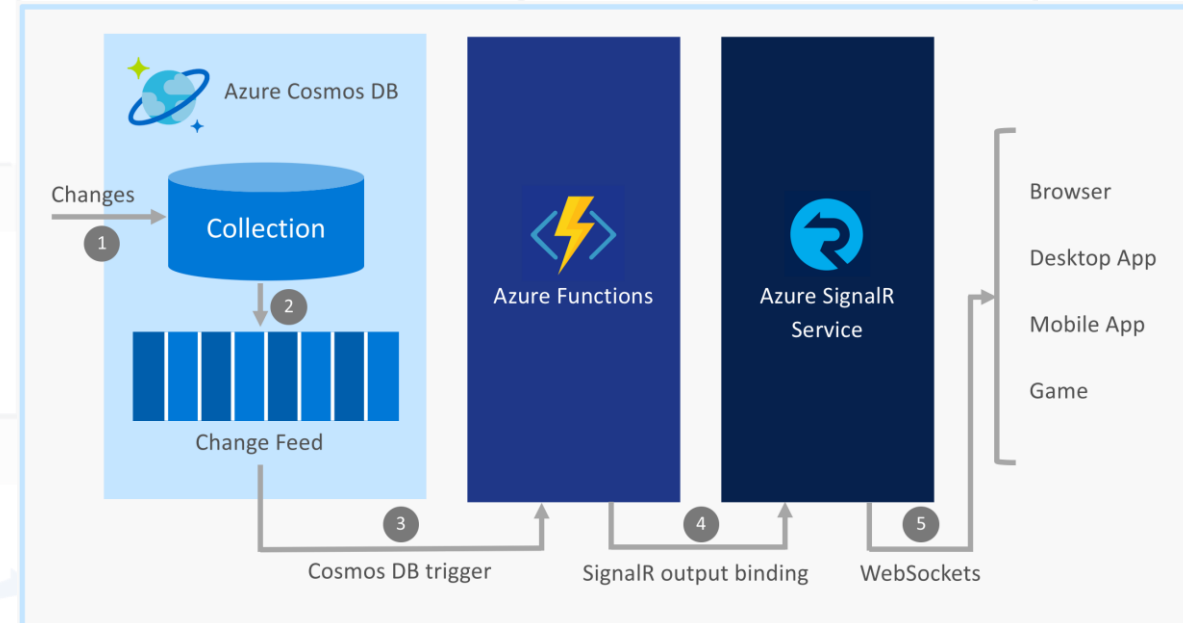 Azure Cosmos DB
Changes
1
Collection
2
Change Feed
3
Cosmos DB trigger
Azure Functions
4
SignalR output binding
Azure SignalR
Service
5
WebSockets
Browser
Desktop App
Mobile App
Game